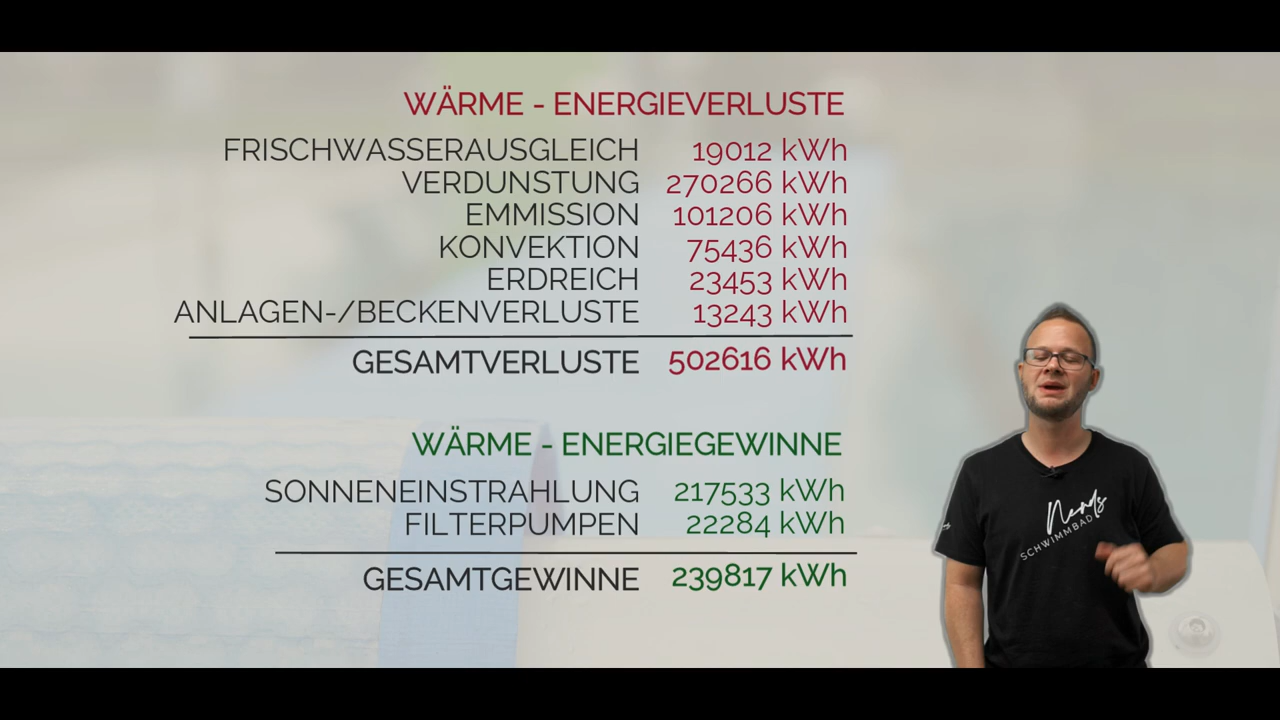 WÄRME - ENERGIEVERLUSTE
FRISCHWASSERAUSGLEICH 19012 kWh
VERDUNSTUNG 270266 kWh
EMMISSION 101206 kWh
KONVEKTION 75436 kWh
ERDREICH 23453 kWh
ANLAGEN-/BECKENVERLUSTE 13243 kWh
GESAMTVERLUSTE 502616 kWh
WÄRME - ENERGIEGEWINNE
SONNENEINSTRAHLUNG 217533 kWh
FILTERPUMPEN 22284 kWh
GESAMTGEWINNE 239817 kWh
Nerds
SCHWIMMBAD